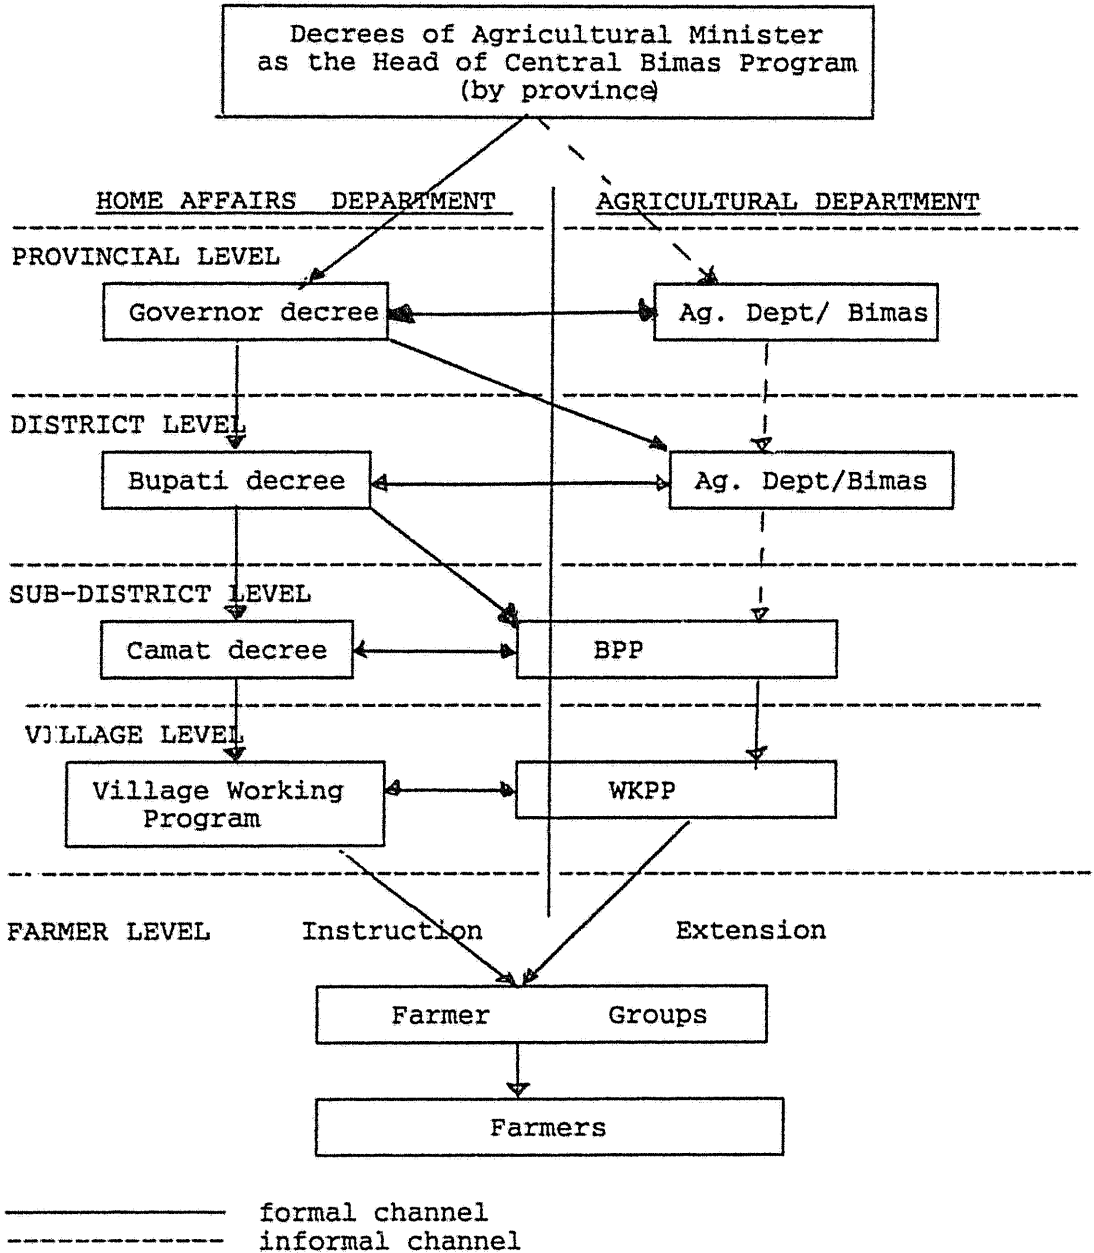 Decrees of Agricultural Minister
as the Head of Central Bimas Program
(by province)
HOME AFFAIRS DEPARTMENT
AGRICULTURAL DEPARTMENT
PROVINCIAL LEVEL
Governor decree
Ag. Dept/ Bimas
DISTRICT LEVEL
Bupati decree
Ag. Dept/Bimas
SUB-DISTRICT LEVEL
Camat decree
BPP
VILLAGE LEVEL
Village Working
Program
WKPP
FARMER LEVEL
Instruction
Extension
Farmer Groups
Farmers
formal channel
informal channel